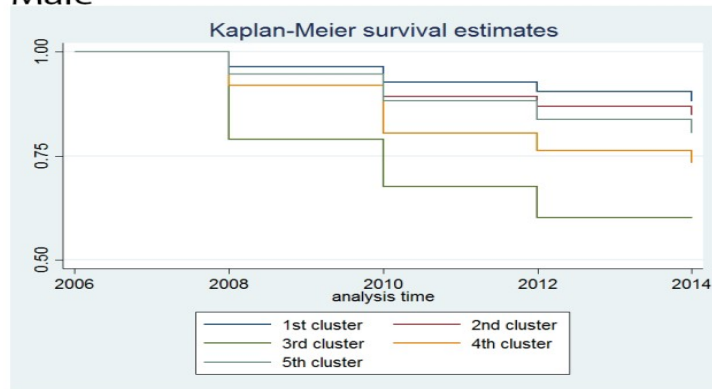 Male
Kaplan-Meier survival estimates
1.00
0.75
0.50
2006 2008 2010 2012 2014
analysis time
1st cluster 2nd cluster
3rd cluster 4th cluster
5th cluster